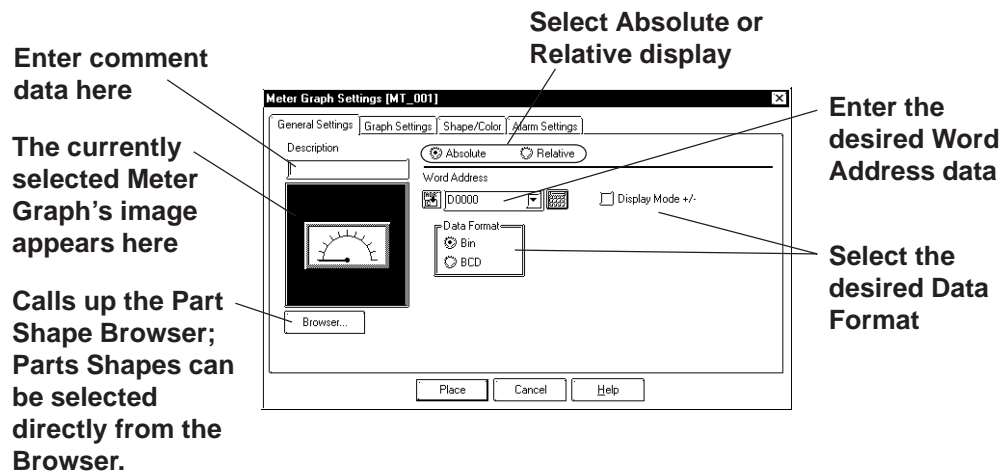 Select Absolute or
Relative display
Enter comment
data here
Enter the
desired Word
Address data
The currently
selected Meter
Graph's image
appears here
Select the
desired Data
Format
Calls up the Part
Shape Browser;
Parts Shapes can
be selected
directly from the
Browser.
Meter Graph Settings [MT_001]
General Settings Graph Settings Shape/Color Alarm Settings
Description
Absolute Relative
Word Address
D0000
Display Mode +/-
Data Format
Bin
BCD
Browser...
Place Cancel Help